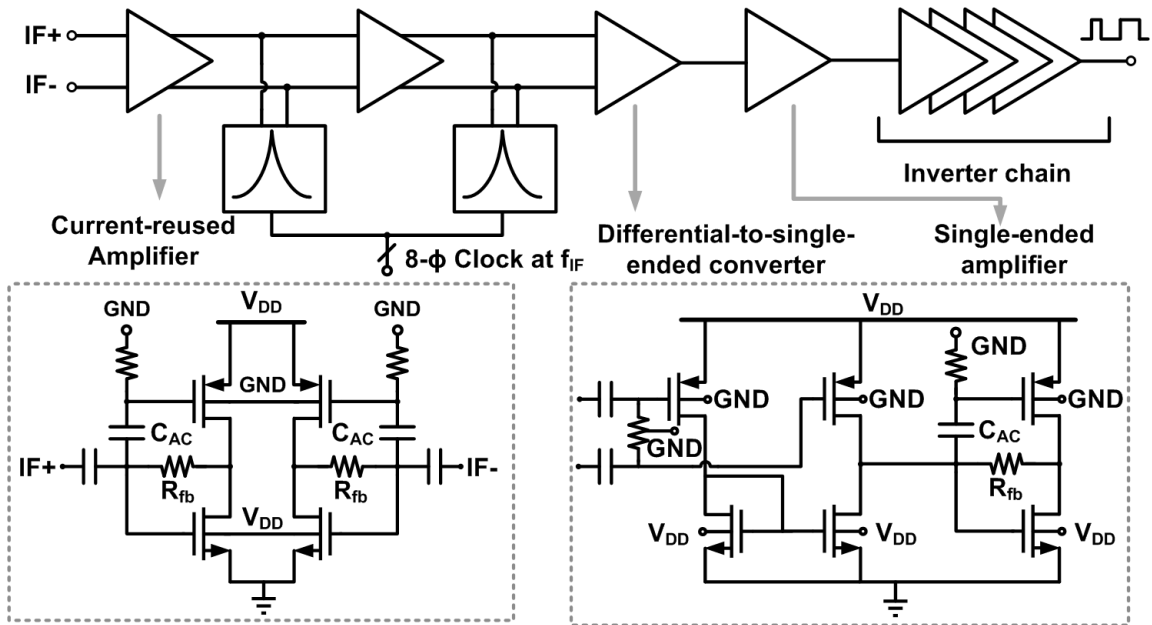 IF+
IF-
Inverter chain
Current-reused
Amplifier
8-ϕ Clock at fIF
Differential-to-single-
ended converter
Single-ended
amplifier
GND
VDD
GND
GND
CAC
CAC
IF+
Rfb
Rfb
IF-
VDD
VDD
GND
GND
GND
GND
CAC
Rfb
VDD
VDD
VDD